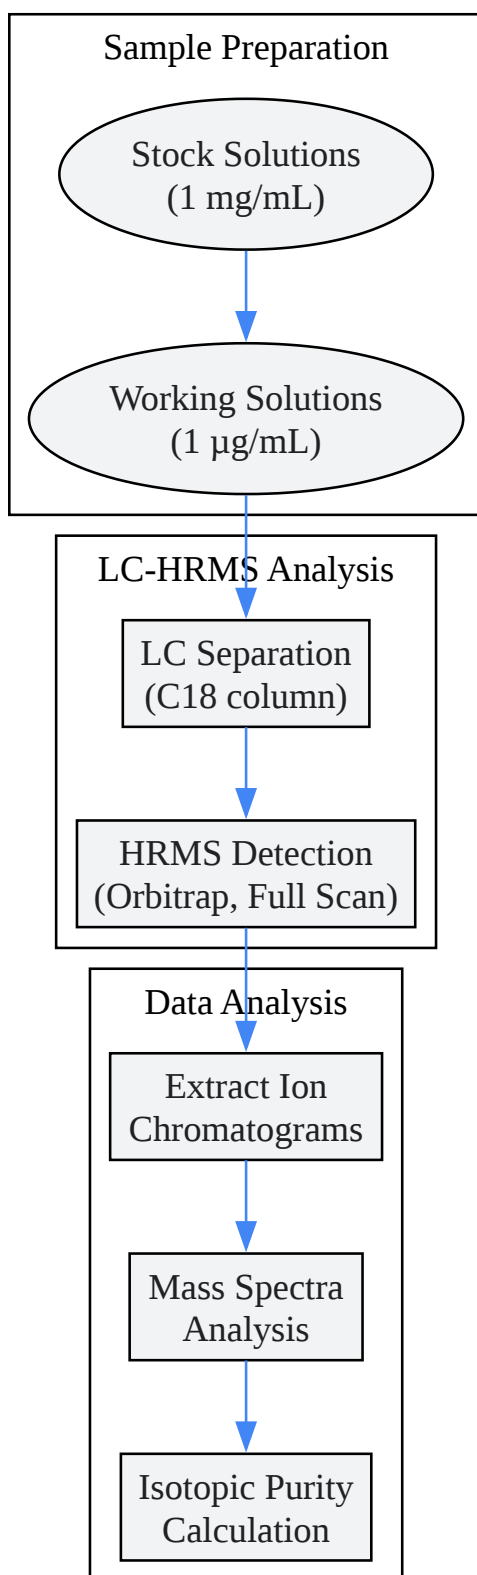 Sample Preparation
Stock Solutions
(1 mg/mL)
Working Solutions
(1 µg/mL)
LC-HRMS Analysis
LC Separation
(C18 column)
HRMS Detection
(Orbitrap, Full Scan)
Data Analysis
Extract Ion
Chromatograms
Mass Spectra
Analysis
Isotopic Purity
Calculation